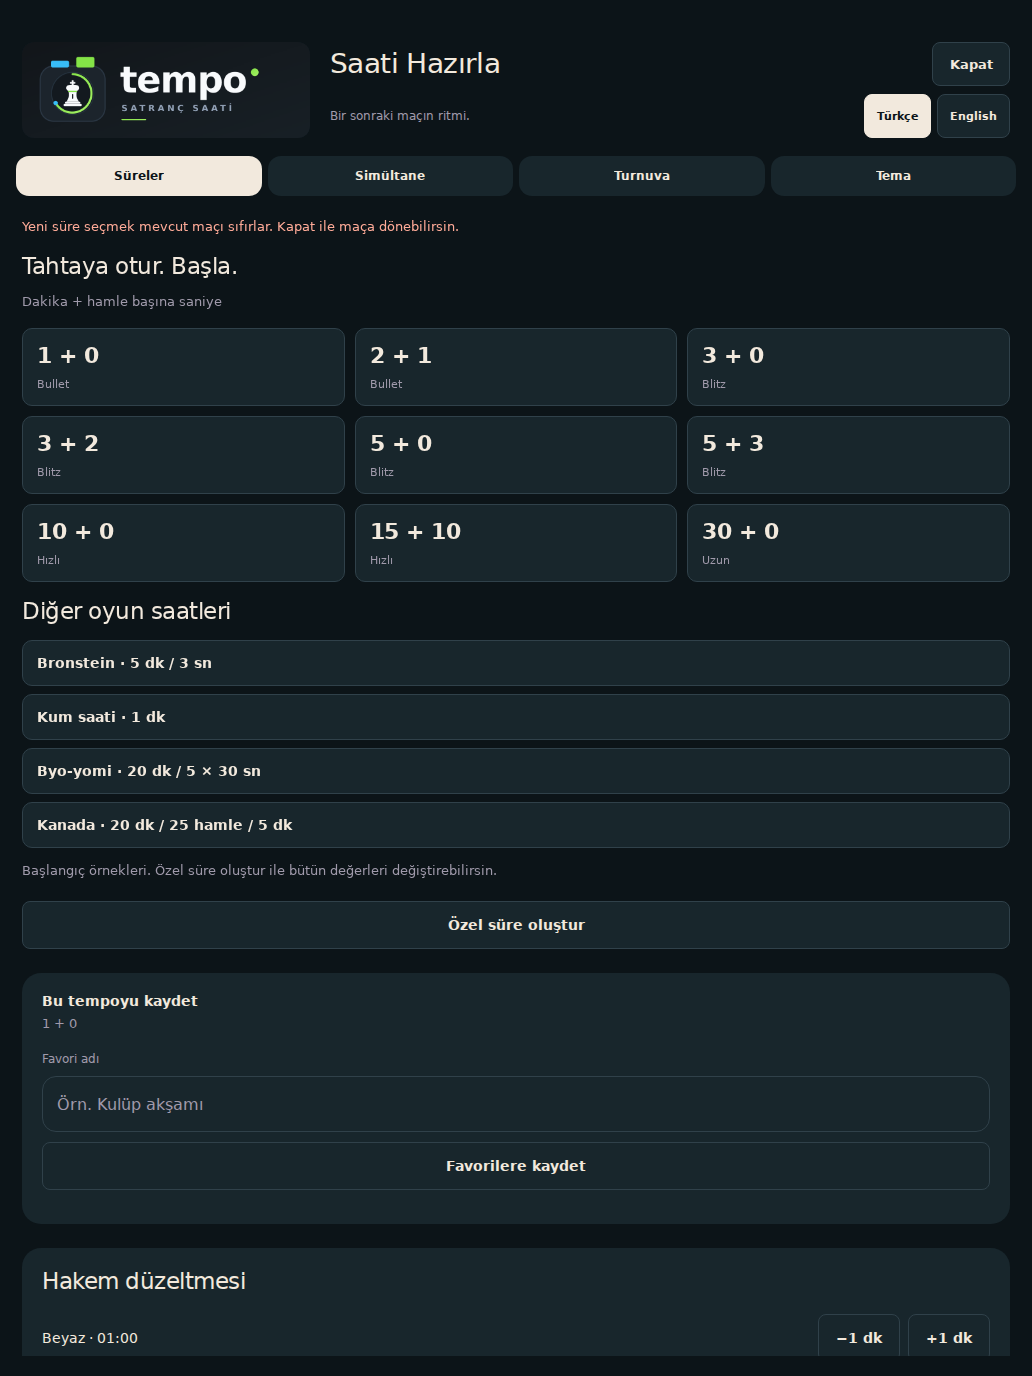 tempo
SATRANÇ SAATİ
Saati Hazırla
Bir sonraki maçın ritmi.
Kapat
Türkçe
English
Süreler
Simültane
Turnuva
Tema
Yeni süre seçmek mevcut maçı sıfırlar. Kapat ile maça dönebilirsin.
Tahtaya otur. Başla.
Dakika + hamle başına saniye
1 + 0
Bullet
2 + 1
Bullet
3 + 0
Blitz
3 + 2
Blitz
5 + 0
Blitz
5 + 3
Blitz
10 + 0
Hızlı
15 + 10
Hızlı
30 + 0
Uzun
Diğer oyun saatleri
Bronstein · 5 dk / 3 sn
Kum saati · 1 dk
Byo-yomi · 20 dk / 5 × 30 sn
Kanada · 20 dk / 25 hamle / 5 dk
Başlangıç örnekleri. Özel süre oluştur ile bütün değerleri değiştirebilirsin.
Özel süre oluştur
Bu tempoyu kaydet
1 + 0
Favori adı
Örn. Kulüp akşamı
Favorilere kaydet
Hakem düzeltmesi
Beyaz · 01:00
−1 dk
+1 dk